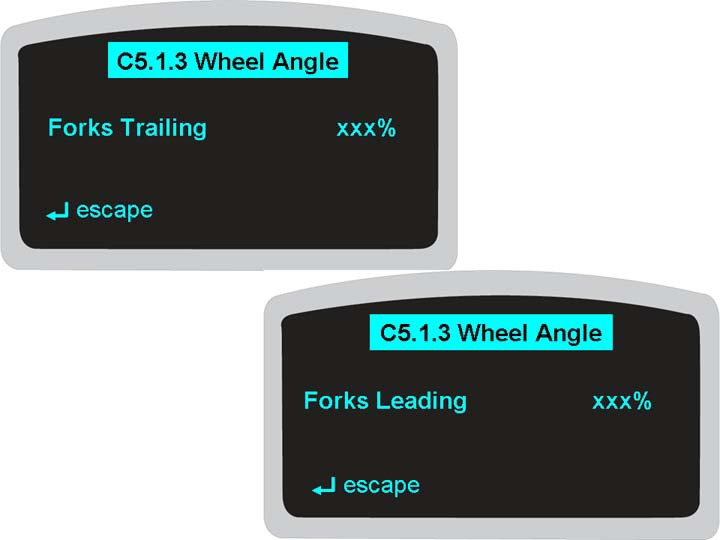 C5.1.3 Wheel Angle
Forks Trailing xxx%
escape
C5.1.3 Wheel Angle
Forks Leading xxx%
escape